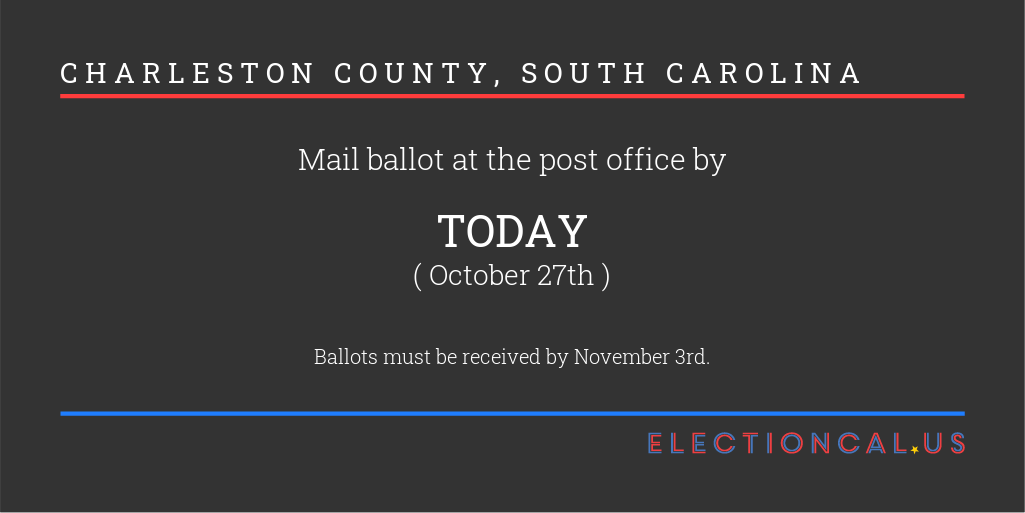 CHARLESTON COUNTY, SOUTH CAROLINA
Mail ballot at the post office by
TODAY
( October 27th )
Ballots must be received by November 3rd.
ELECTIONCAL.US